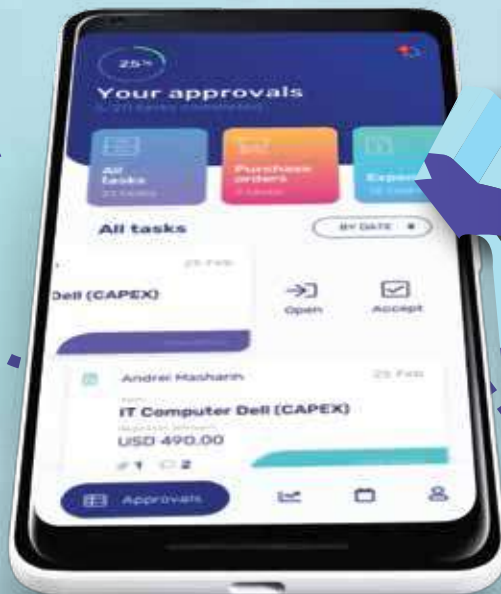 25%
Your approvals
All
tasks
Purchase
orders
Expen
All tasks
BY DATE
25 Feb
Dell (CAPEX)
Open
Accept
Andrei Masharin
25 Feb
IT Computer Dell (CAPEX)
USD 490.00
1 2
Approvals